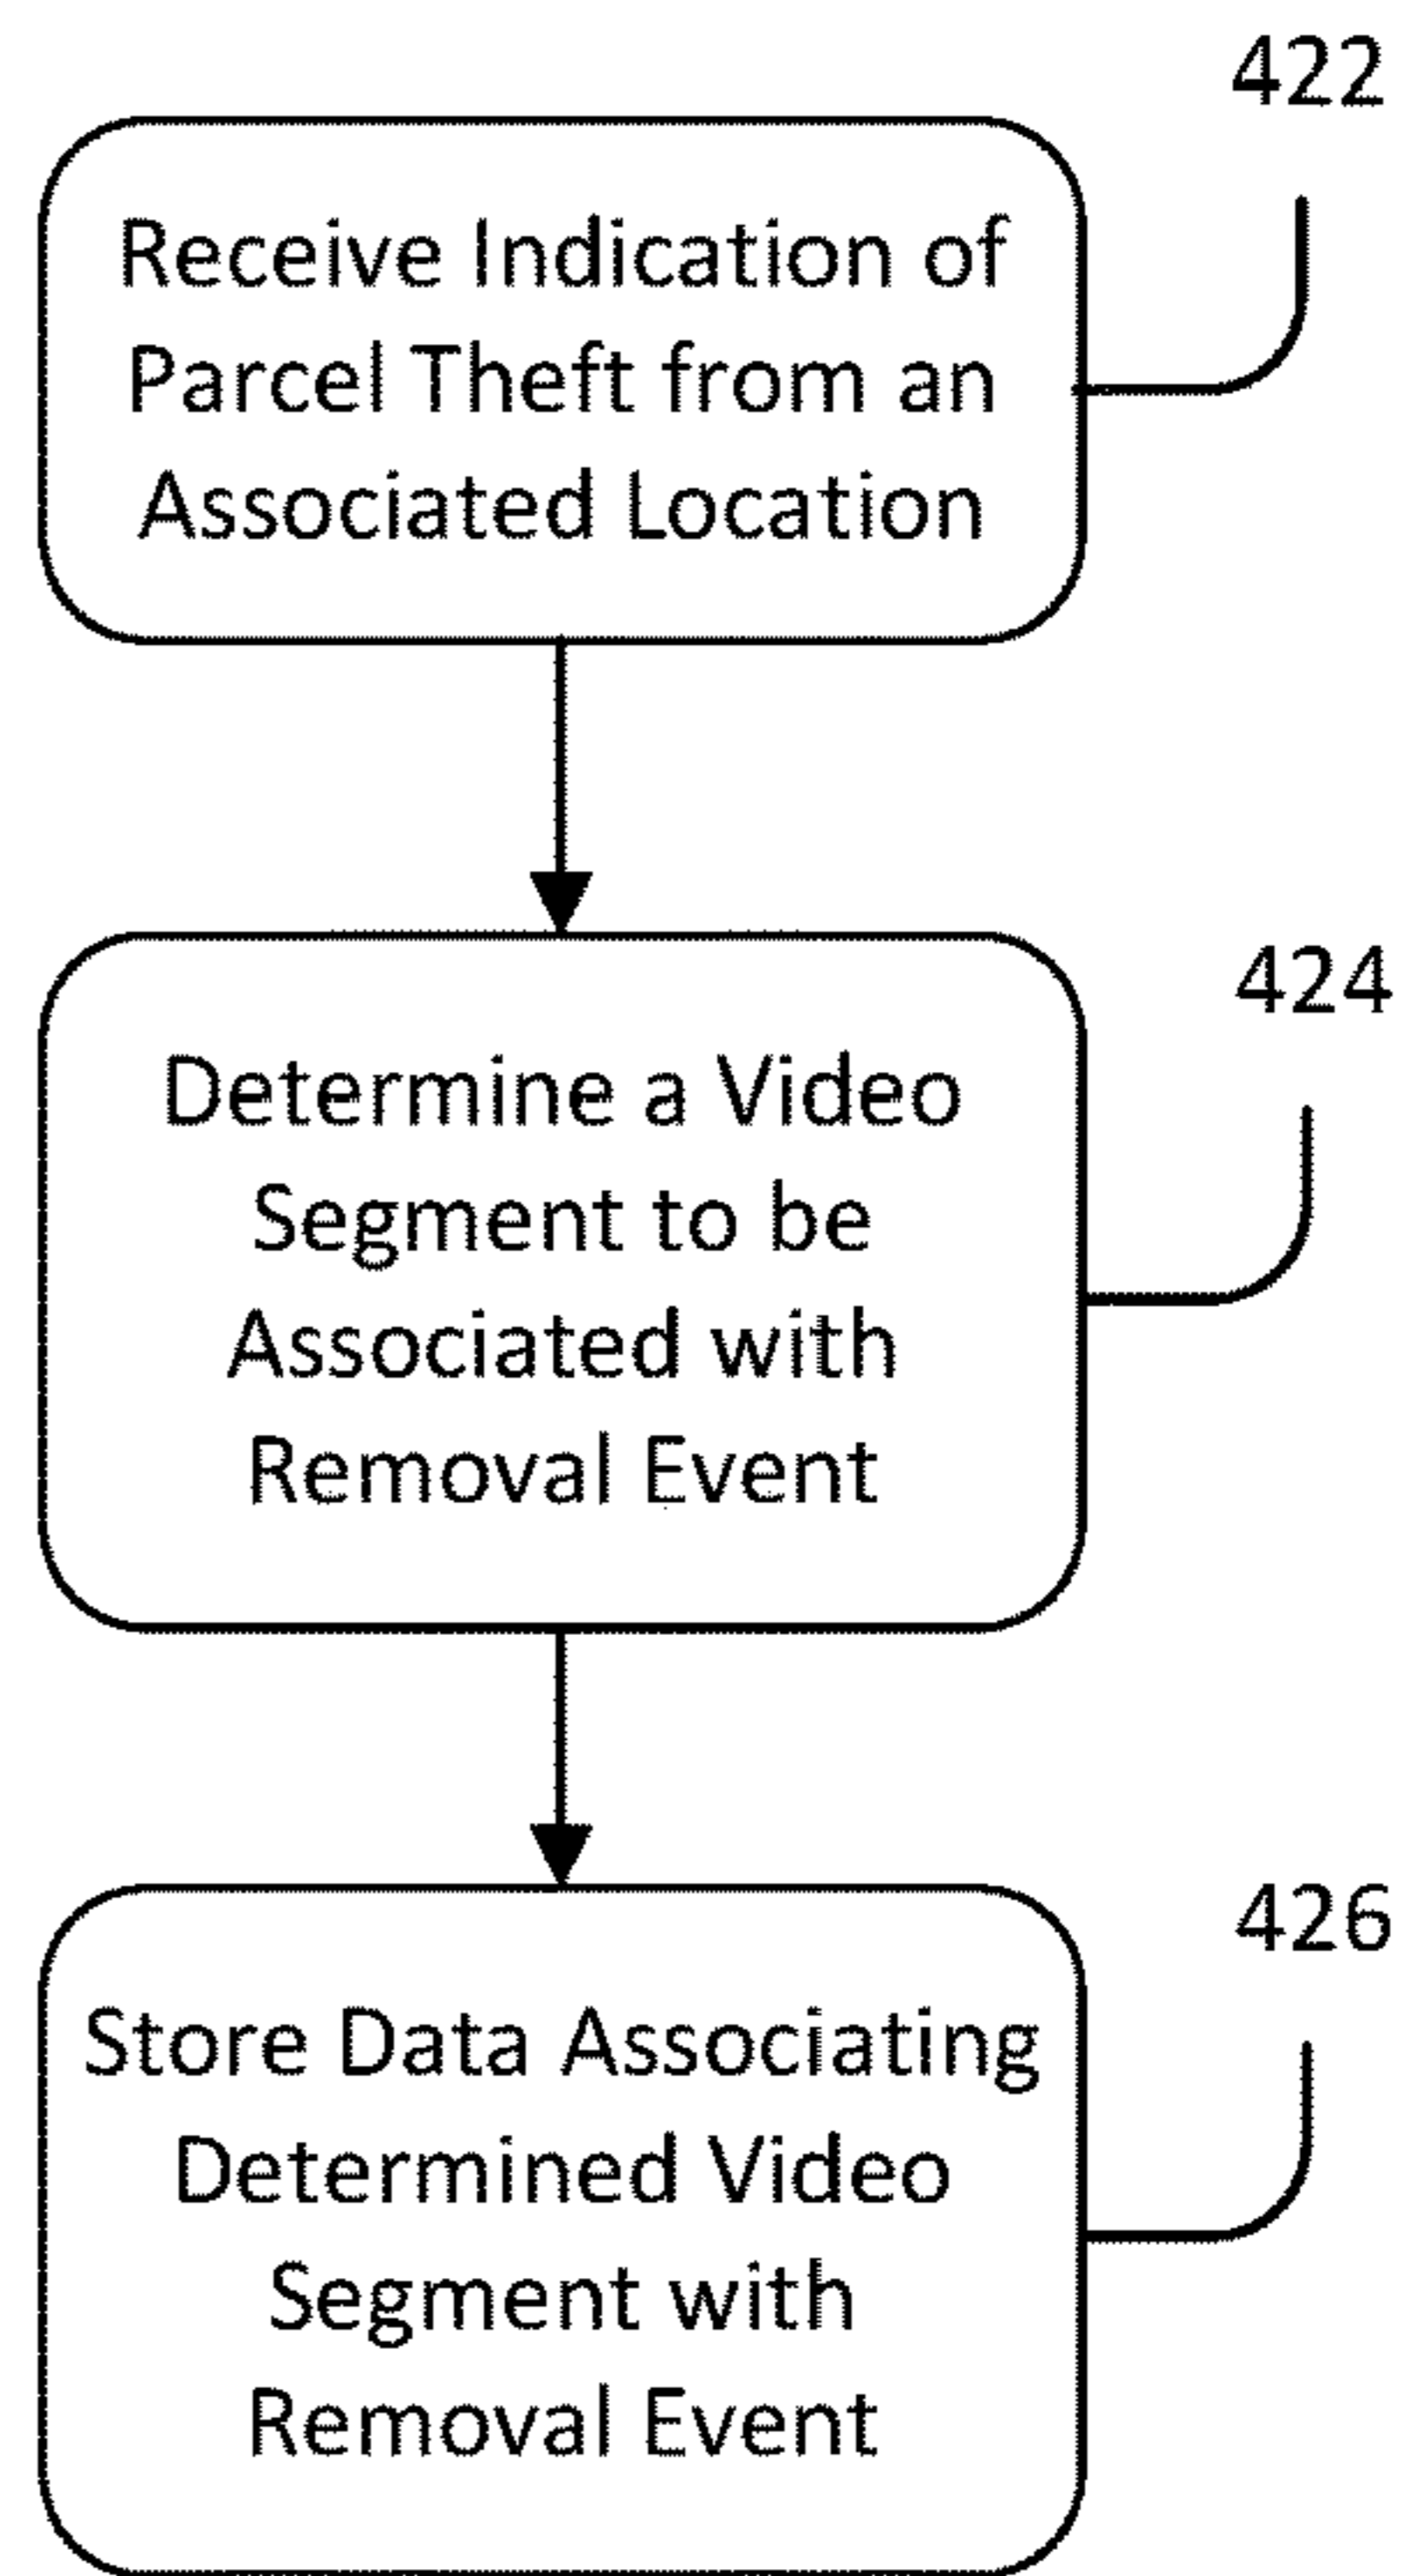 422
Receive Indication of
Parcel Theft from an
Associated Location
424
Determine a Video
Segment to be
Associated with
Removal Event
426
Store Data Associating
Determined Video
Segment with
Removal Event